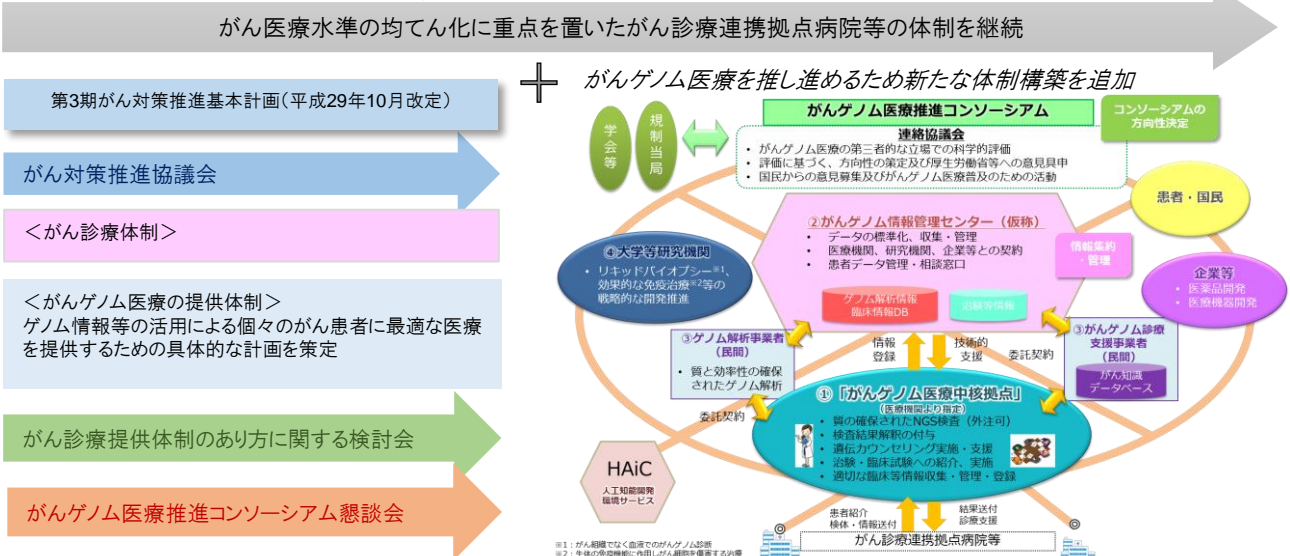 がん医療水準の均てん化に重点を置いたがん診療連携拠点病院等の体制を継続
第3期がん対策推進基本計画(平成29年10月改定)
がん対策推進協議会
＜がん診療体制＞
＜がんゲノム医療の提供体制＞
ゲノム情報等の活用による個々のがん患者に最適な医療
を提供するための具体的な計画を策定
がん診療提供体制のあり方に関する検討会
がんゲノム医療推進コンソーシアム懇談会
＋ がんゲノム医療を推し進めるため新たな体制構築を追加
学会等
規制当局
がんゲノム医療推進コンソーシアム
連絡協議会
• がんゲノム医療の第三者的な立場での科学的評価
• 評価に基づく、方向性の策定及び厚生労働省等への意見具申
• 国民からの意見募集及びがんゲノム医療普及のための活動
コンソーシアムの
方向性決定
患者・国民
②がんゲノム情報管理センター（仮称）
• データの標準化、収集・管理
• 医療機関、研究機関、企業等との契約
• 患者データ管理・相談窓口
ゲノム解析情報
臨床情報DB
治験等情報
情報集約
・管理
④大学等研究機関
• リキッドバイオプシー※1、
効果的な免疫治療※2等の
戦略的な開発推進
企業等
• 医薬品開発
• 医療機器開発
③ゲノム解析事業者
（民間）
• 質と効率性の確保
されたゲノム解析
情報
登録
技術的
支援
委託契約
③がんゲノム診療
支援事業者
（民間）
がん知識
データベース
委託契約
①「がんゲノム医療中核拠点」
（医療機関より指定）
• 質の確保されたNGS検査（外注可）
• 検査結果解釈の付与
• 遺伝カウンセリング実施・支援
• 治験・臨床試験への紹介、実施
• 適切な臨床等情報収集・管理・登録
HAiC
人工知能開発
環境サービス
患者紹介
検体・情報送付
結果送付
診療支援
がん診療連携拠点病院等
※1：がん組織でなく血液でのがんゲノム診断
※2：生体の免疫機能に作用しがん細胞を傷害する治療